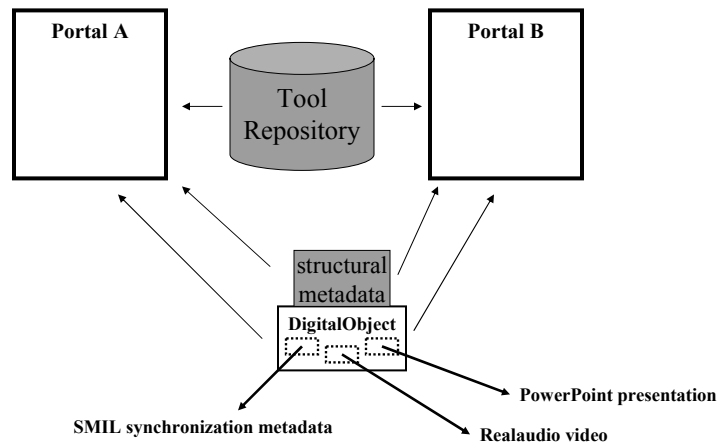 Portal A
Portal B
Tool
Repository
structural
metadata
DigitalObject
PowerPoint presentation
SMIL synchronization metadata
Realaudio video